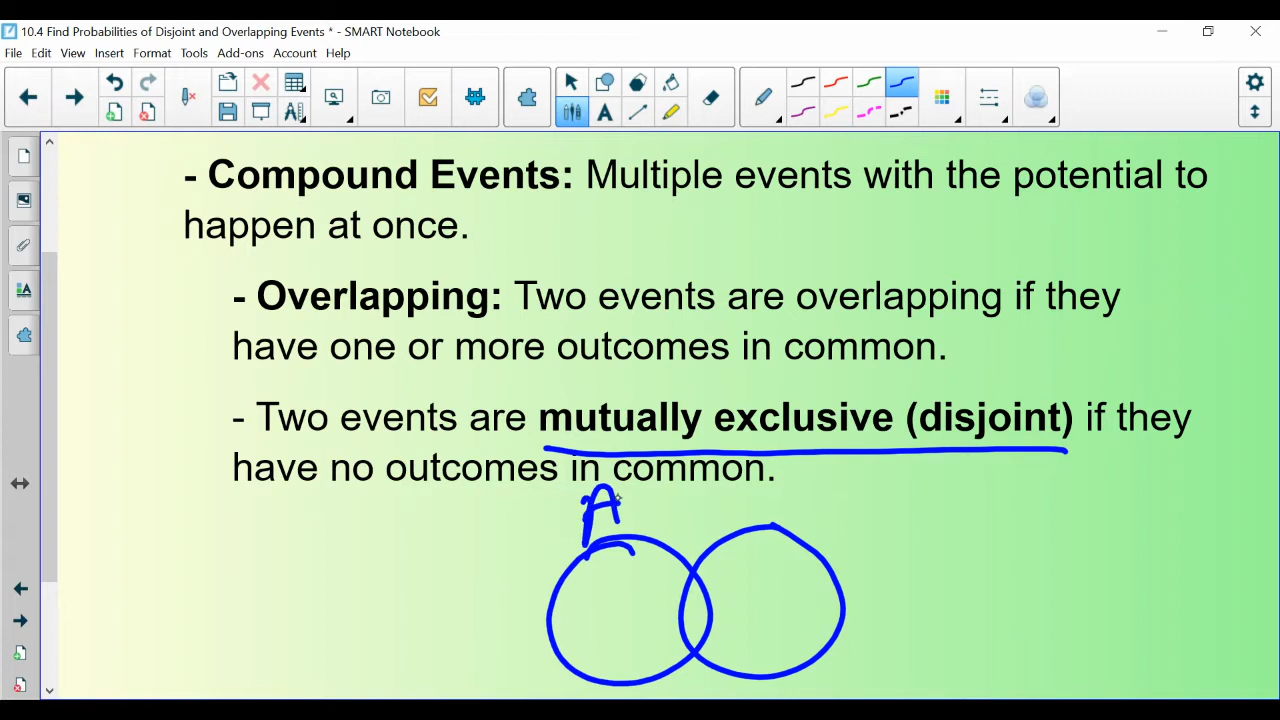 10.4 Find Probabilities of Disjoint and Overlapping Events * - SMART Notebook
File Edit View Insert Format Tools Add-ons Account Help
- Compound Events: Multiple events with the potential to
happen at once.
- Overlapping: Two events are overlapping if they
have one or more outcomes in common.
- Two events are mutually exclusive (disjoint) if they
have no outcomes in common.
A